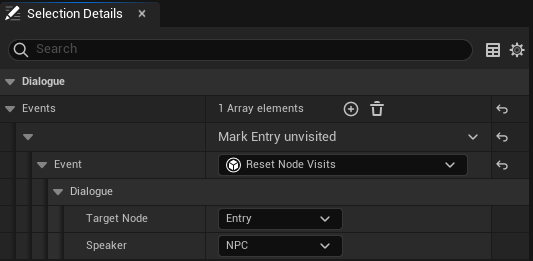 Selection Details
Search
Dialogue
Events 1 Array elements
Mark Entry unvisited
Event Reset Node Visits
Dialogue
Target Node Entry
Speaker NPC